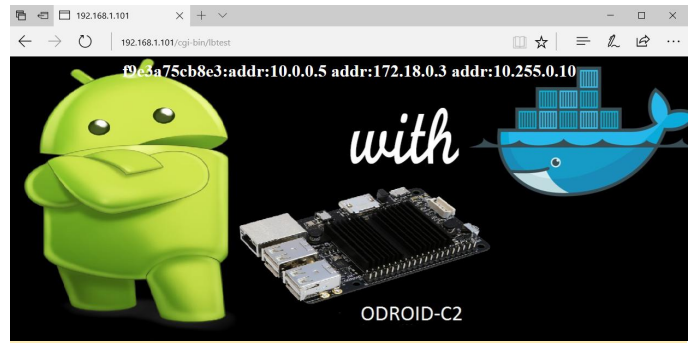 192.168.1.101
192.168.1.101/cgi-bin/lbtest
f9e3a75cb8e3:addr:10.0.0.5 addr:172.18.0.3 addr:10.255.0.10
with
ODROID-C2